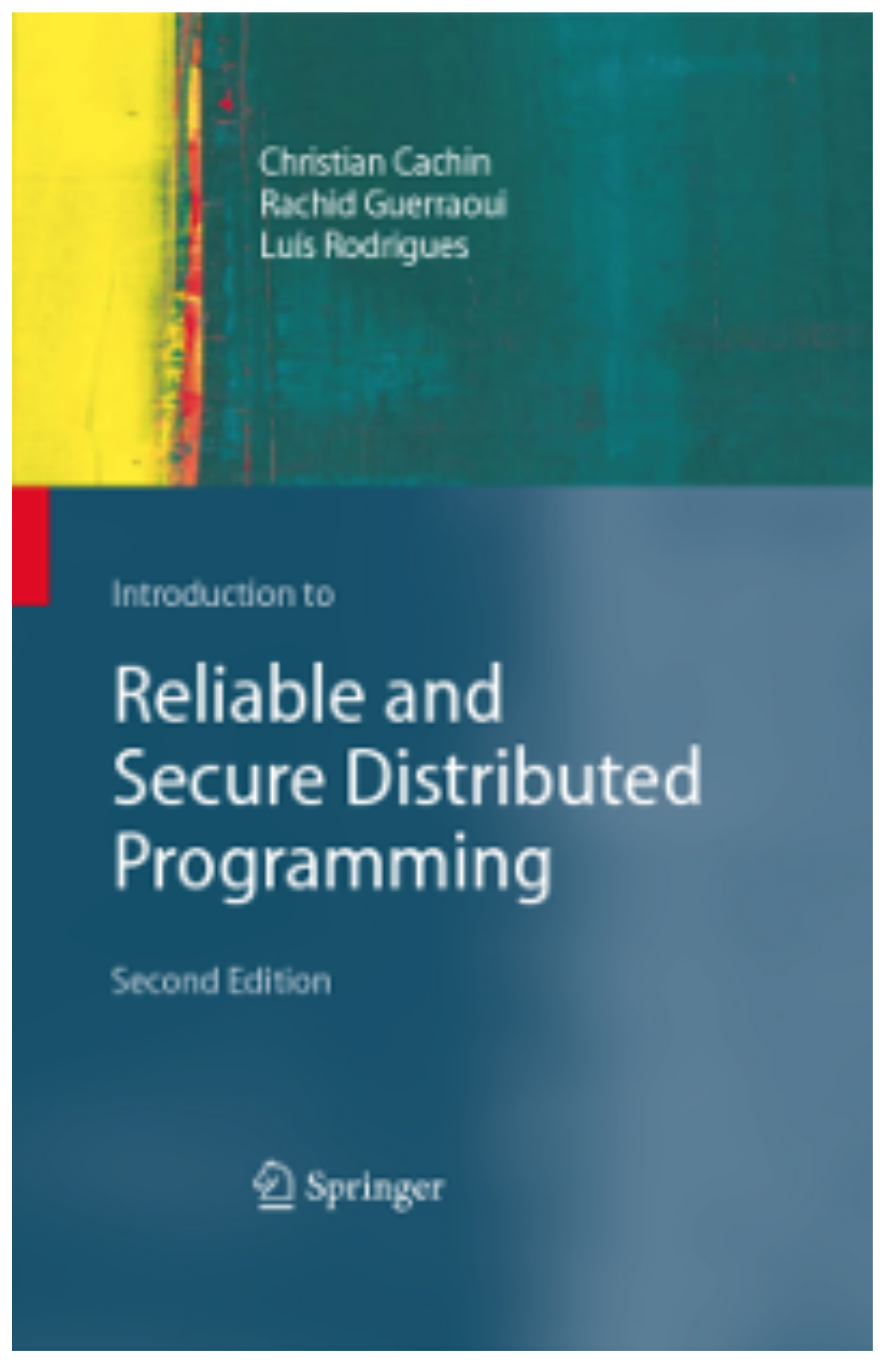 Christian Cachin
Rachid Guerraoui
Luís Rodrigues
Introduction to
Reliable and
Secure Distributed
Programming
Second Edition
Springer